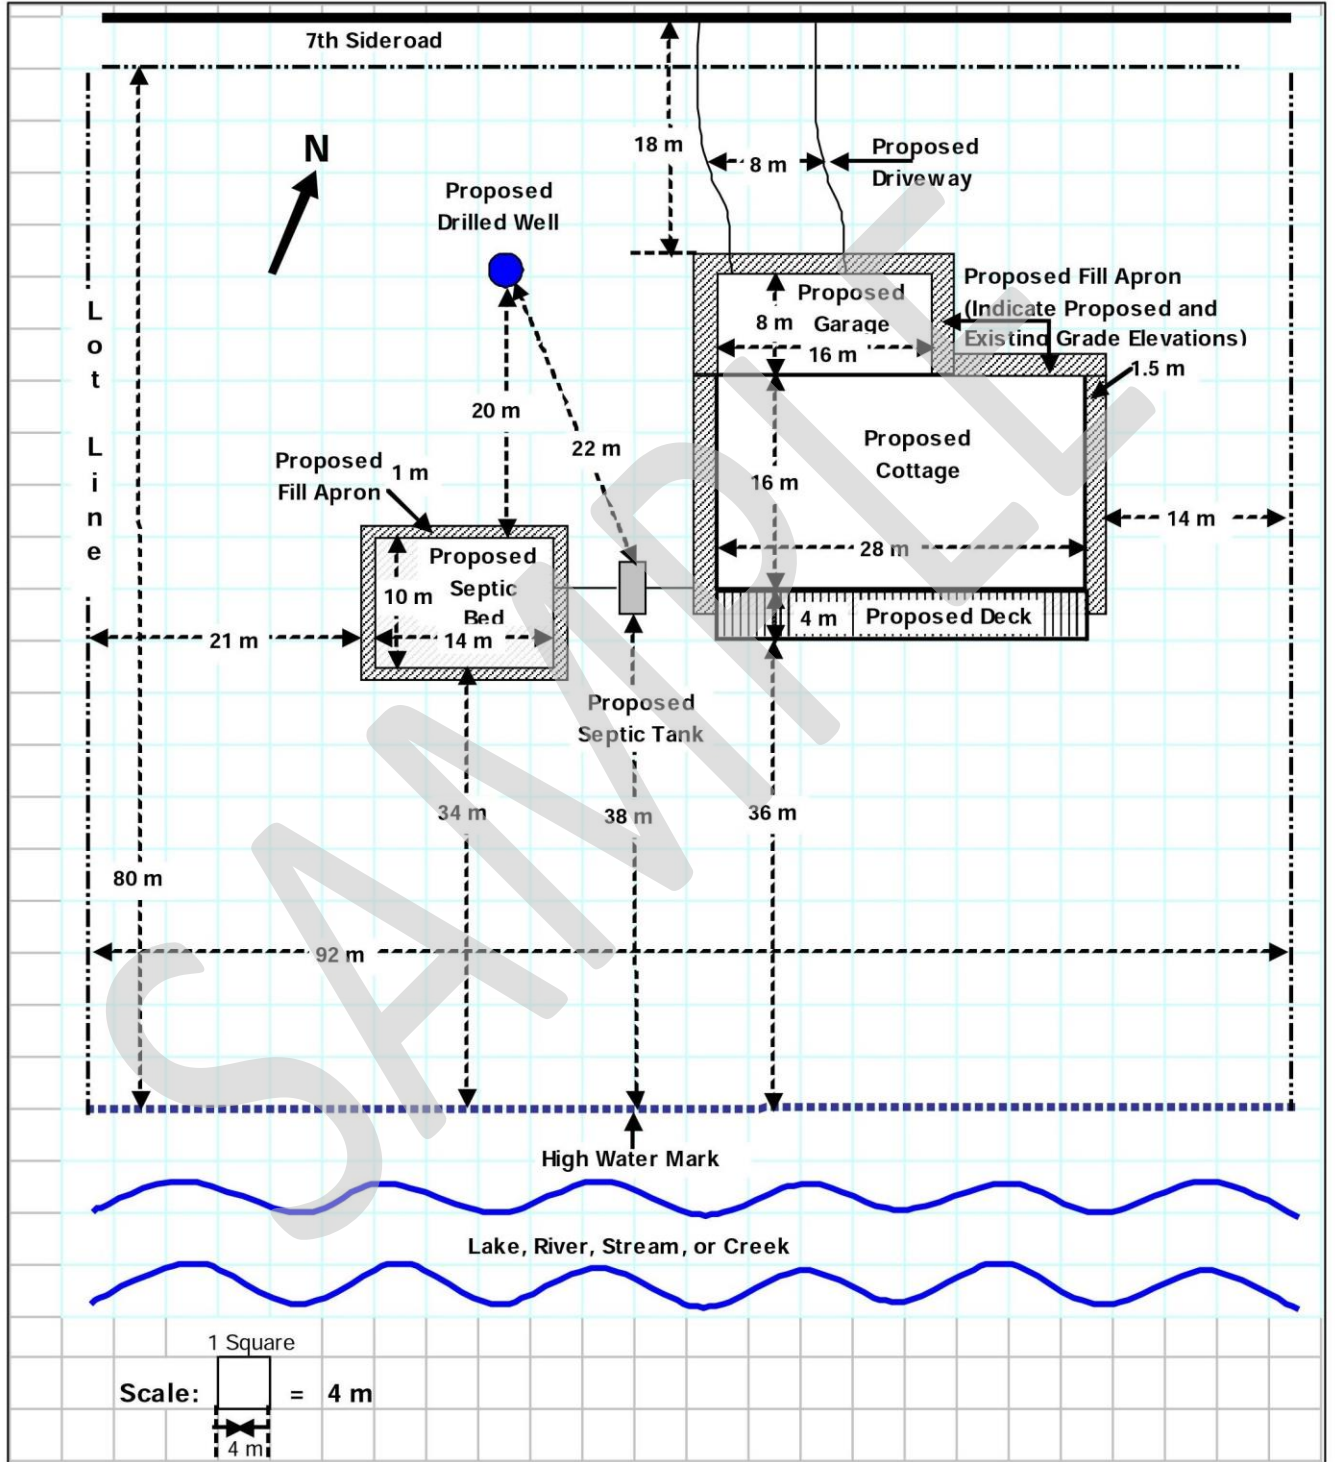 7th Sideroad
18 m
8 m
Proposed
Driveway
N
Proposed
Drilled Well
Proposed Fill Apron
(Indicate Proposed and
Existing Grade Elevations)
Proposed
Garage
8 m
16 m
1.5 m
Lot Line
20 m
22 m
Proposed
Cottage
16 m
28 m
14 m
Proposed
Fill Apron
1 m
Proposed
Septic
Bed
10 m
14 m
21 m
4 m
Proposed Deck
Proposed
Septic Tank
34 m
38 m
36 m
80 m
92 m
High Water Mark
Lake, River, Stream, or Creek
1 Square
Scale:
= 4 m
4 m
SAMPLE